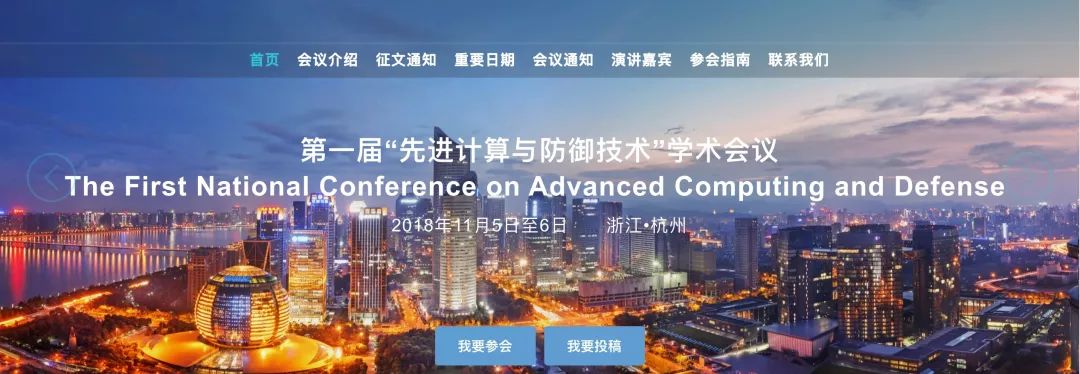 首页 会议介绍 征文通知 重要日期 会议通知 演讲嘉宾 参会指南 联系我们
第一届“先进计算与防御技术”学术会议
The First National Conference on Advanced Computing and Defense
2018年11月5日至6日 浙江•杭州
我要参会 我要投稿